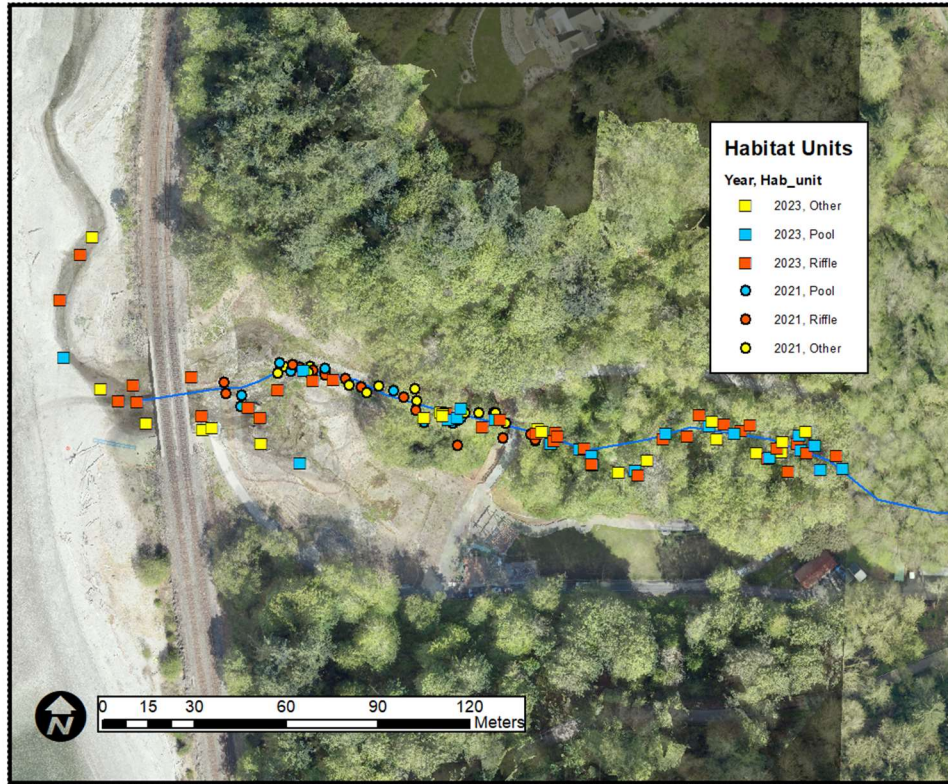 Habitat Units
Year, Hab_unit
2023, Other
2023, Pool
2023, Riffle
2021, Pool
2021, Riffle
2021, Other
N
0 15 30 60 90 120
Meters